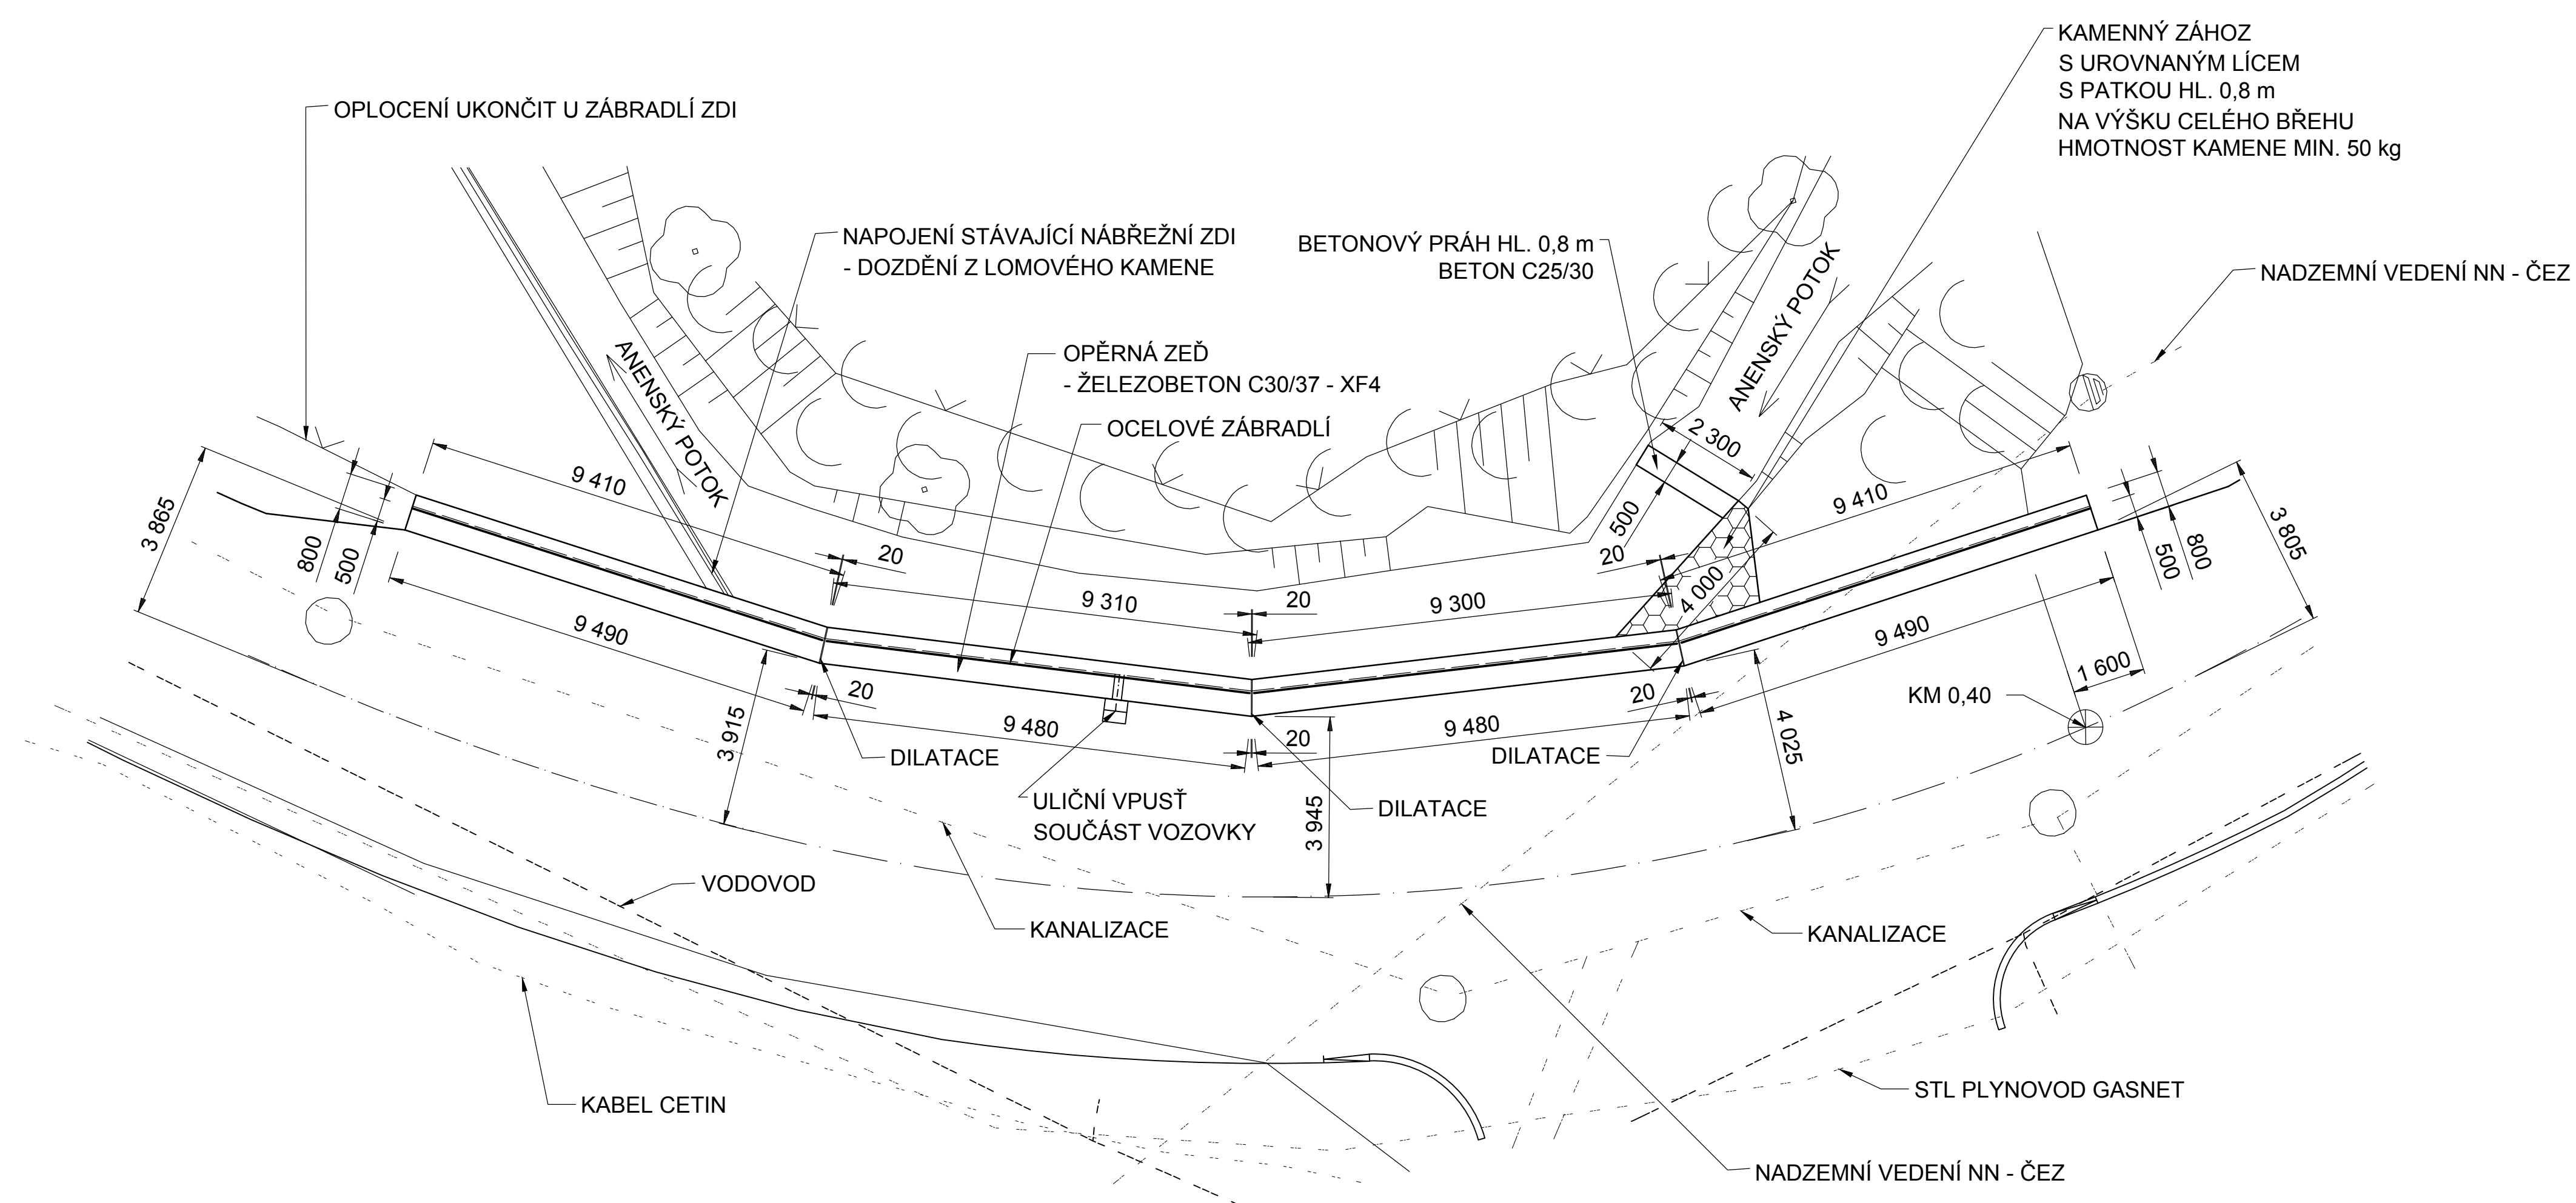 KAMENNÝ ZÁHOZ
S UROVNANÝM LÍCEM
S PATKOU HL. 0,8 m
NA VÝŠKU CELÉHO BŘEHU
HMOTNOST KAMENE MIN. 50 kg
OPLOCENÍ UKONČIT U ZÁBRADLÍ ZDI
NAPOJENÍ STÁVAJÍCÍ NÁBŘEŽNÍ ZDI
- DOZDĚNÍ Z LOMOVÉHO KAMENE
BETONOVÝ PRÁH HL. 0,8 m
BETON C25/30
NADZEMNÍ VEDENÍ NN - ČEZ
ANENSKÝ POTOK
ANENSKÝ POTOK
OPĚRNÁ ZEĎ
- ŽELEZOBETON C30/37 - XF4
OCELOVÉ ZÁBRADLÍ
2 300
9 410
9 410
3 865
800
500
500
20
20
800
500
3 805
4 000
9 310
20
9 300
9 490
9 490
1 600
20
20
KM 0,40
3 915
9 480
20
9 480
4 025
DILATACE
DILATACE
ULIČNÍ VPUSŤ
SOUČÁST VOZOVKY
DILATACE
3 945
VODOVOD
KANALIZACE
KANALIZACE
KABEL CETIN
STL PLYNOVOD GASNET
NADZEMNÍ VEDENÍ NN - ČEZ